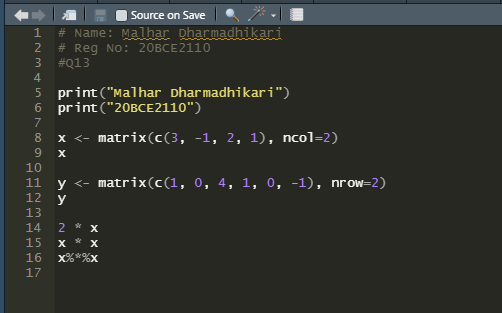 Source on Save
1 # Name: Malhar Dharmadhikari
2 # Reg No: 20BCE2110
3 #Q13
4
5 print("Malhar Dharmadhikari")
6 print("20BCE2110")
7
8 x <- matrix(c(3, -1, 2, 1), ncol=2)
9 x
10
11 y <- matrix(c(1, 0, 4, 1, 0, -1), nrow=2)
12 y
13
14 2 * x
15 x * x
16 x%*%x
17